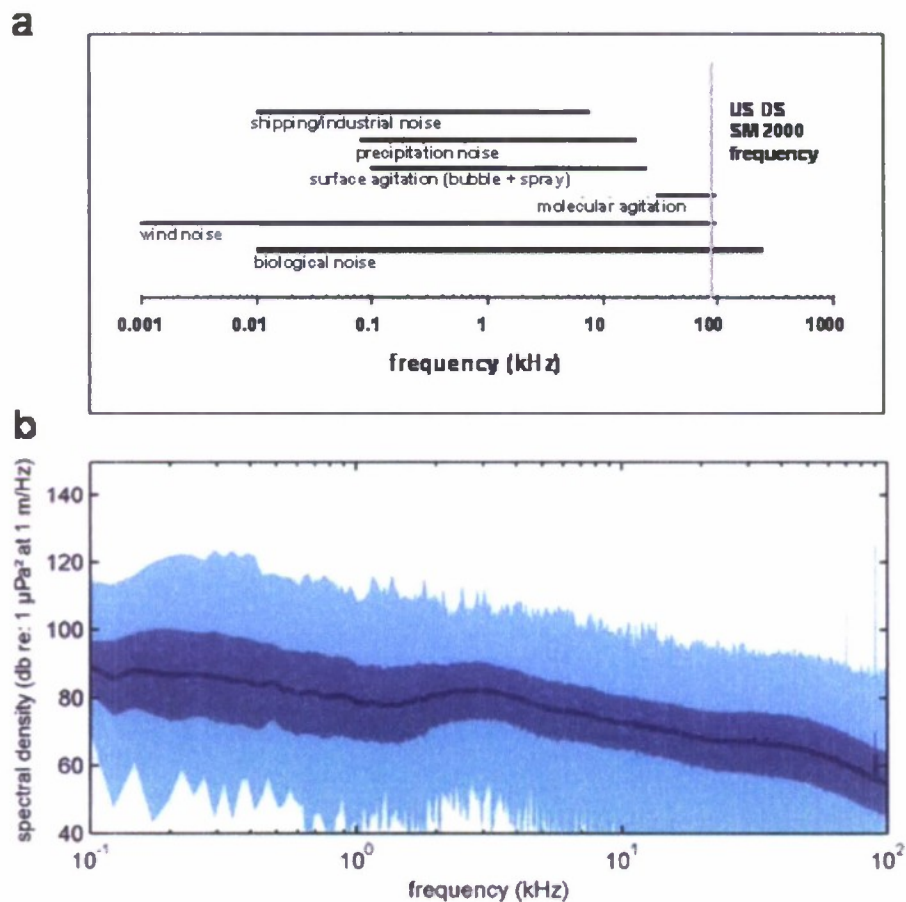 a
shipping/industrial noise
precipitation noise
surface agitation (bubble + spray)
molecular agitation
wind noise
biological noise
US DS
SM 2000
frequency
0.001 0.01 0.1 1 10 100 1000
frequency (kHz)
b
spectral density (db re: 1 µPa² at 1 m/Hz)
140
120
100
80
60
40
10⁻¹ 10⁰ 10¹ 10²
frequency (kHz)